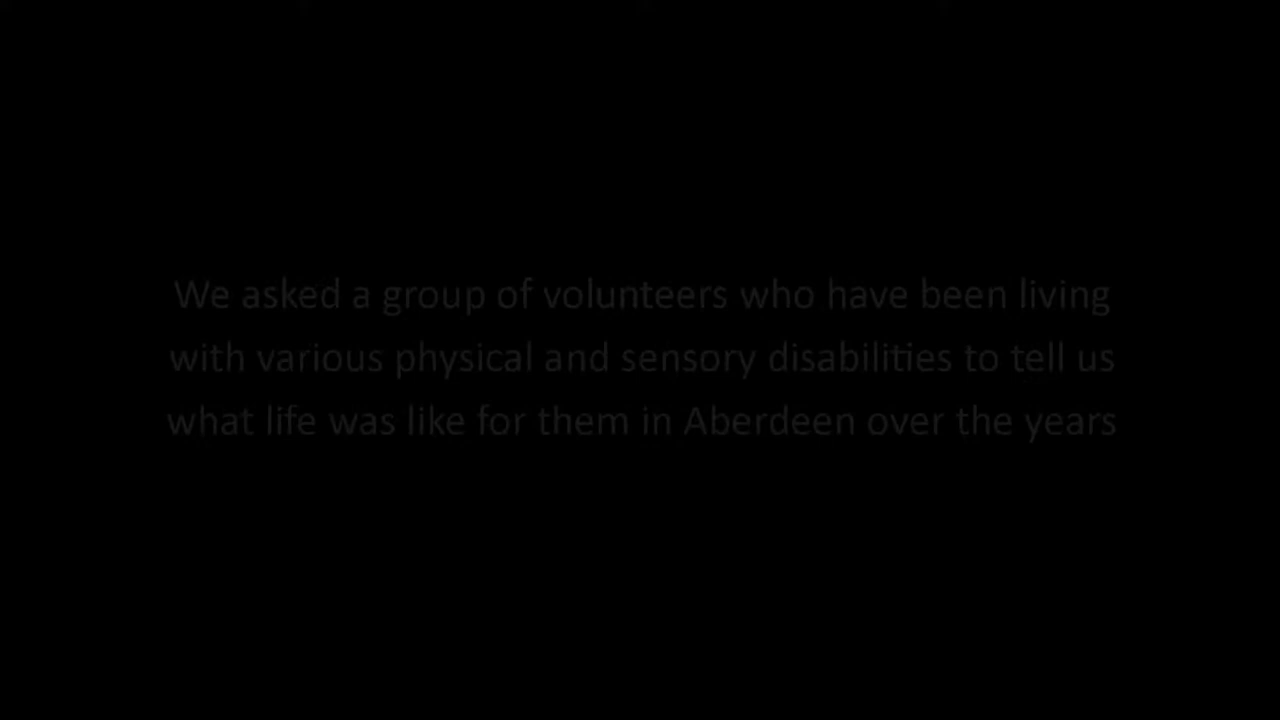 We asked a group of volunteers who have been living
with various physical and sensory disabilities to tell us
what life was like for them in Aberdeen over the years